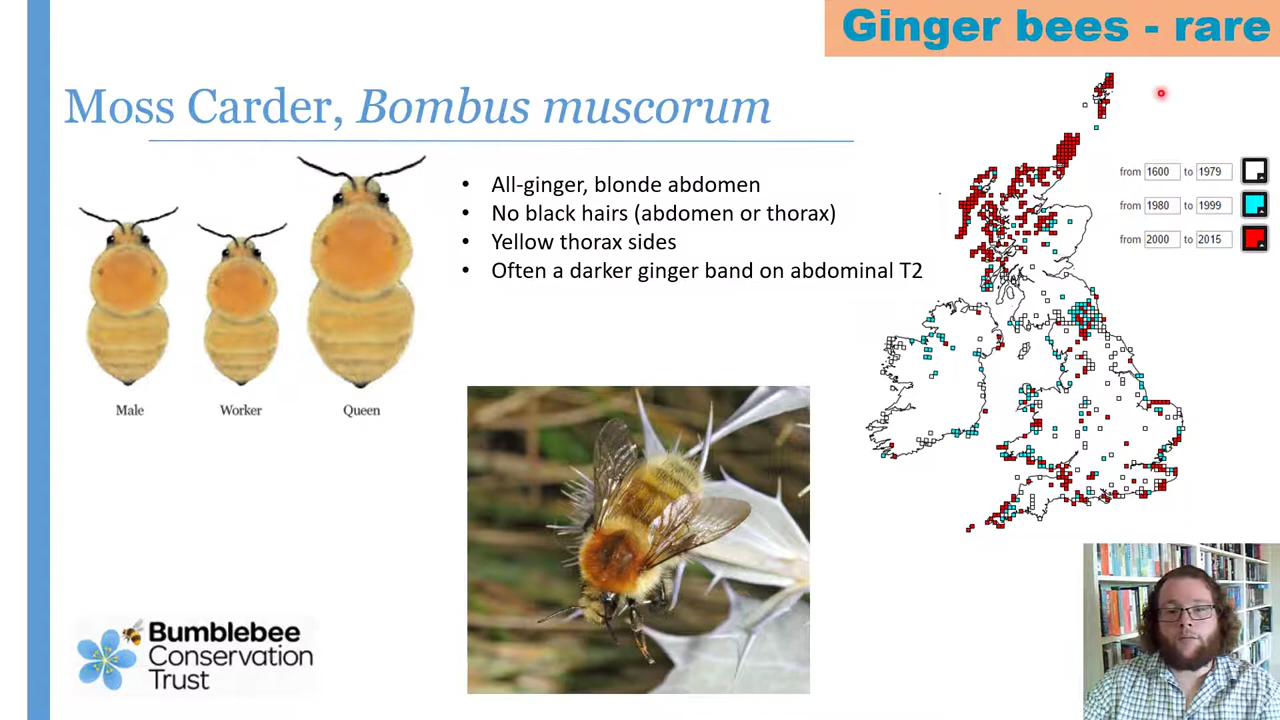 Ginger bees - rare
Moss Carder, Bombus muscorum
• All-ginger, blonde abdomen
• No black hairs (abdomen or thorax)
• Yellow thorax sides
• Often a darker ginger band on abdominal T2
from 1600 to 1979
from 1980 to 1999
from 2000 to 2015
Male Worker Queen
Bumblebee
Conservation
Trust